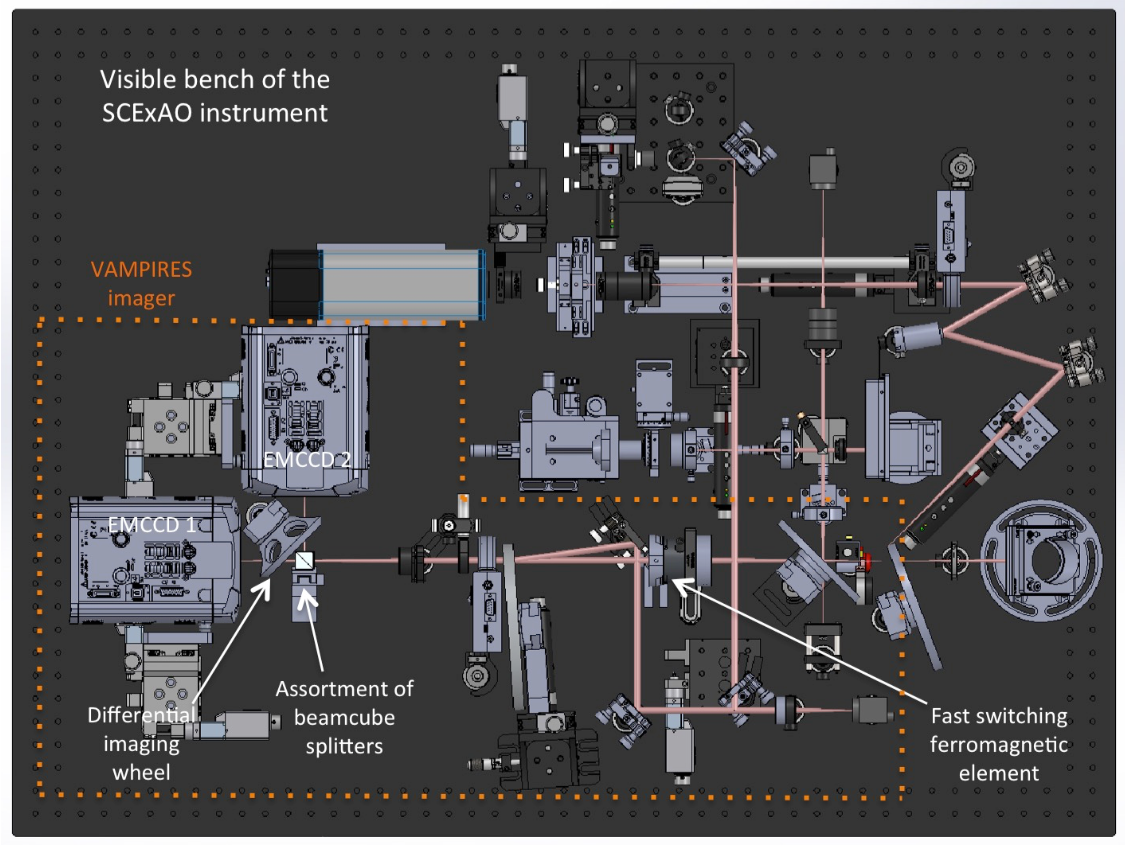 Visible bench of the
SCExAO instrument
VAMPIRES
imager
EMCCD 2
EMCCD 1
Assortment of
beamcube
splitters
Differential
imaging
wheel
Fast switching
ferromagnetic
element